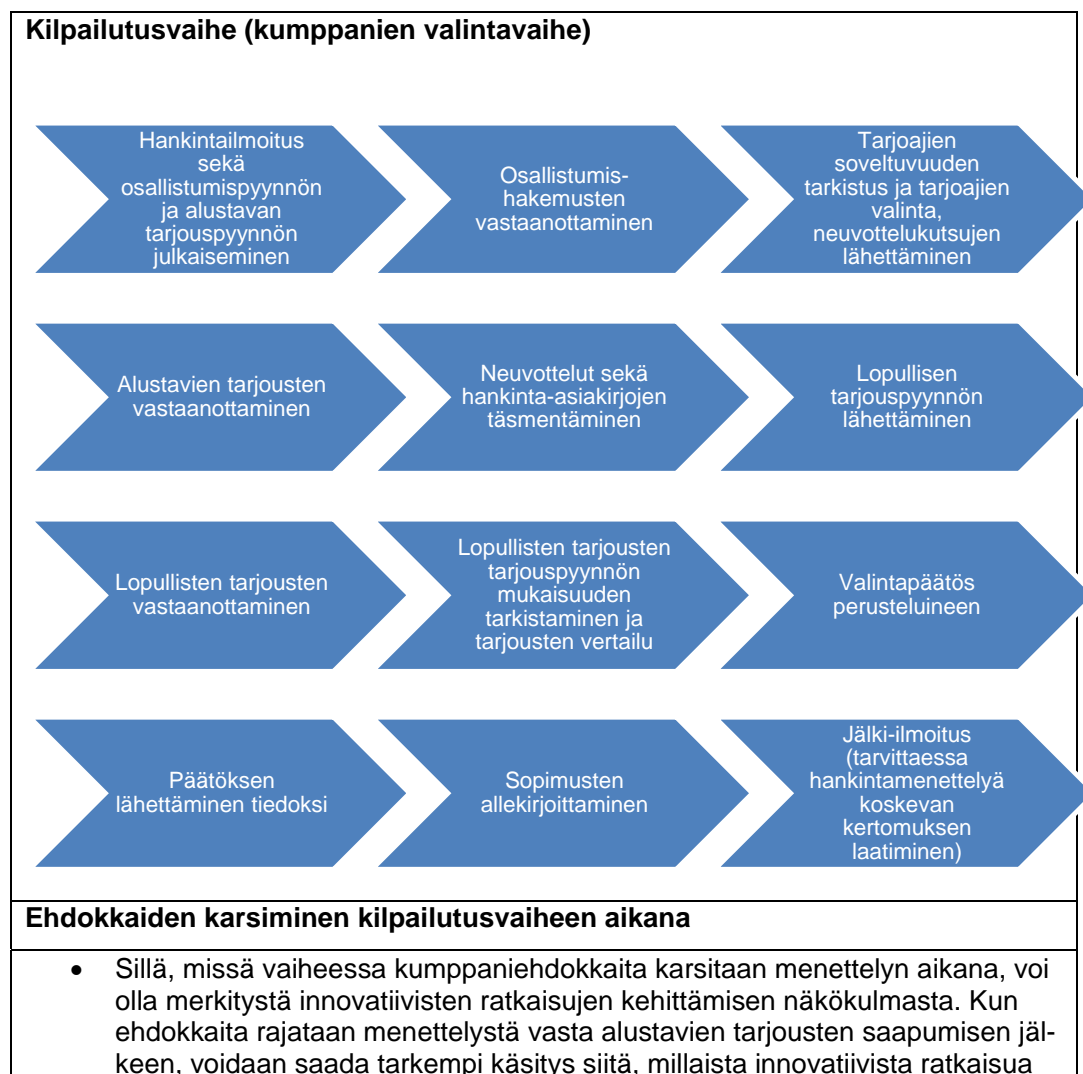 Kilpailutusvaihe (kumppanien valintavaihe)
Hankintailmoitus
sekä
osallistumispyynnön
ja alustavan
tarjouspyynnön
julkaiseminen
Osallistumis-
hakemusten
vastaanottaminen
Tarjoajien
soveltuvuuden
tarkistus ja tarjoajien
valinta,
neuvottelukutsujen
lähettäminen
Alustavien tarjousten
vastaanottaminen
Neuvottelut sekä
hankinta-asiakirjojen
täsmentäminen
Lopullisen
tarjouspyynnön
lähettäminen
Lopullisten tarjousten
vastaanottaminen
Lopullisten tarjousten
tarjouspyynnön
mukaisuuden
tarkistaminen ja
tarjousten vertailu
Valintapäätös
perusteluineen
Päätöksen
lähettäminen tiedoksi
Sopimusten
allekirjoittaminen
Jälki-ilmoitus
(tarvittaessa
hankintamenettelyä
koskevan
kertomuksen
laatiminen)
Ehdokkaiden karsiminen kilpailutusvaiheen aikana
• Sillä, missä vaiheessa kumppaniehdokkaita karsitaan menettelyn aikana, voi
olla merkitystä innovatiivisten ratkaisujen kehittämisen näkökulmasta. Kun
ehdokkaita rajataan menettelystä vasta alustavien tarjousten saapumisen jäl-
keen, voidaan saada tarkempi käsitys siitä, millaista innovatiivista ratkaisua